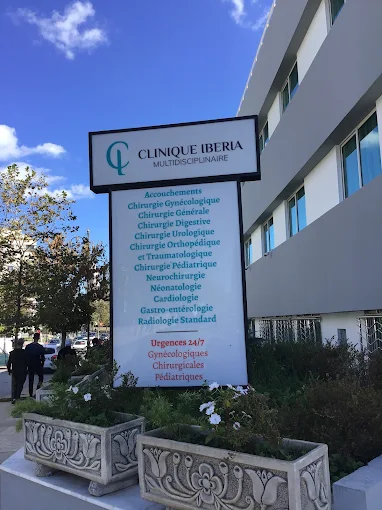 CLINIQUE IBERIA
MULTIDISCIPLINAIRE
Accouchements
Chirurgie Gynécologique
Chirurgie Générale
Chirurgie Digestive
Chirurgie Urologique
Chirurgie Orthopédique
et Traumatologique
Chirurgie Pédiatrique
Neurochirurgie
Néonatologie
Cardiologie
Gastro-entérologie
Radiologie Standard
Urgences 24/7
Gynécologiques
Chirurgicales
Pédiatriques